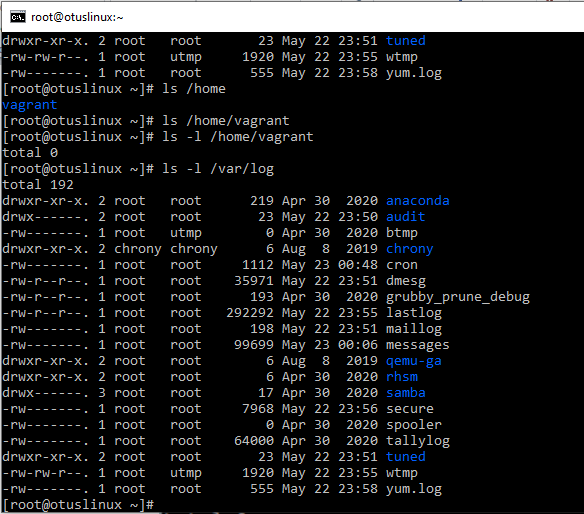 root@otuslinux:~
drwxr-xr-x. 2 root   root       23 May 22 23:51 tuned
-rw-rw-r--. 1 root   utmp     1920 May 22 23:55 wtmp
-rw-------. 1 root   root      555 May 22 23:58 yum.log
[root@otuslinux ~]# ls /home
vagrant
[root@otuslinux ~]# ls /home/vagrant
[root@otuslinux ~]# ls -l /home/vagrant
total 0
[root@otuslinux ~]# ls -l /var/log
total 192
drwxr-xr-x. 2 root   root      219 Apr 30  2020 anaconda
drwx------. 2 root   root       23 May 22 23:50 audit
-rw-------. 1 root   utmp        0 Apr 30  2020 btmp
drwxr-xr-x. 2 chrony chrony      6 Aug  8  2019 chrony
-rw-------. 1 root   root     1112 May 23 00:48 cron
-rw-r--r--. 1 root   root    35971 May 22 23:51 dmesg
-rw-r--r--. 1 root   root      193 Apr 30  2020 grubby_prune_debug
-rw-r--r--. 1 root   root   292292 May 22 23:55 lastlog
-rw-------. 1 root   root      198 May 22 23:51 maillog
-rw-------. 1 root   root    99699 May 23 00:06 messages
drwxr-xr-x. 2 root   root        6 Aug  8  2019 qemu-ga
drwxr-xr-x. 2 root   root        6 Apr 30  2020 rhsm
drwx------. 3 root   root       17 Apr 30  2020 samba
-rw-------. 1 root   root     7968 May 22 23:56 secure
-rw-------. 1 root   root        0 Apr 30  2020 spooler
-rw-------. 1 root   root    64000 Apr 30  2020 tallylog
drwxr-xr-x. 2 root   root       23 May 22 23:51 tuned
-rw-rw-r--. 1 root   utmp     1920 May 22 23:55 wtmp
-rw-------. 1 root   root      555 May 22 23:58 yum.log
[root@otuslinux ~]#